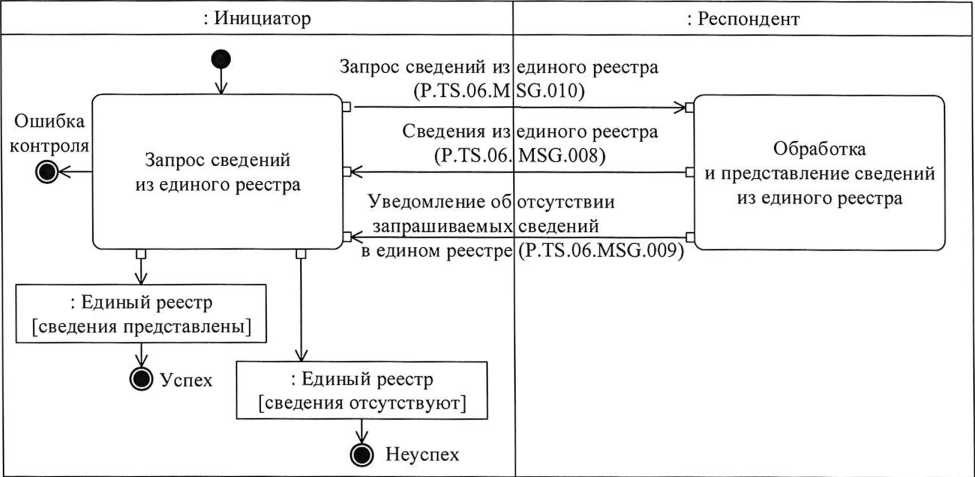 : Инициатор
: Респондент
Запрос сведений из единого реестра
(P.TS.06.MSG.010)
Ошибка
контроля
Запрос сведений
из единого реестра
Сведения из единого реестра
(P.TS.06. MSG.008)
Обработка
и представление сведений
из единого реестра
Уведомление об отсутствии
запрашиваемых сведений
в едином реестре (P.TS.06.MSG.009)
: Единый реестр
[сведения представлены]
Успех
: Единый реестр
[сведения отсутствуют]
Неуспех